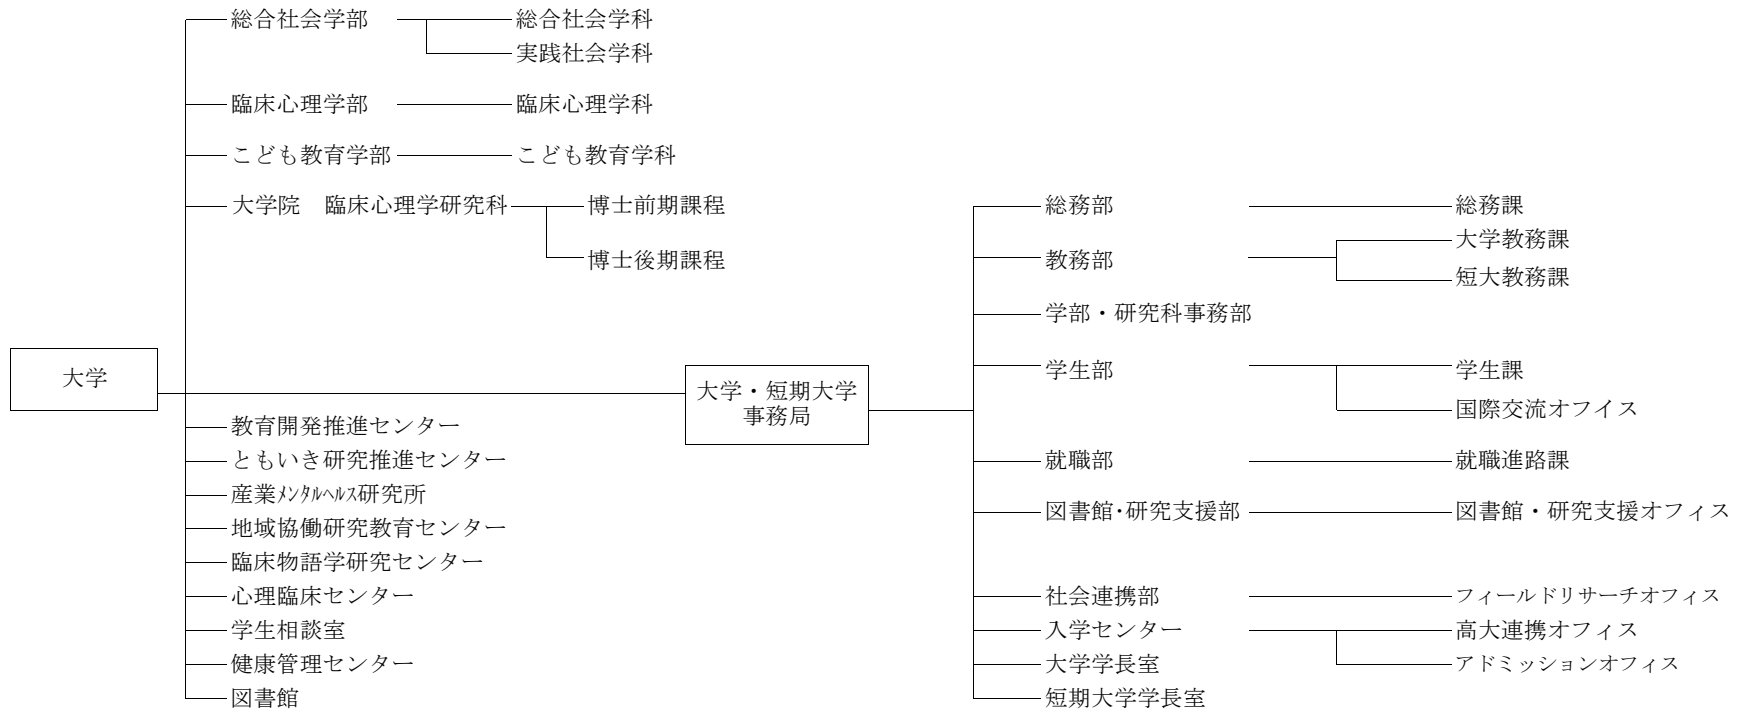 総合社会学部
総合社会学科
実践社会学科
臨床心理学部
臨床心理学科
こども教育学部
こども教育学科
大学院　臨床心理学研究科
博士前期課程
博士後期課程
大学
教育開発推進センター
ともいき研究推進センター
産業ﾒﾝﾀﾙﾍﾙｽ研究所
地域協働研究教育センター
臨床物語学研究センター
心理臨床センター
学生相談室
健康管理センター
図書館
大学・短期大学
事務局
総務部
総務課
教務部
大学教務課
短大教務課
学部・研究科事務部
学生部
学生課
国際交流オフイス
就職部
就職進路課
図書館･研究支援部
図書館・研究支援オフィス
社会連携部
フィールドリサーチオフィス
入学センター
高大連携オフィス
アドミッションオフィス
大学学長室
短期大学学長室